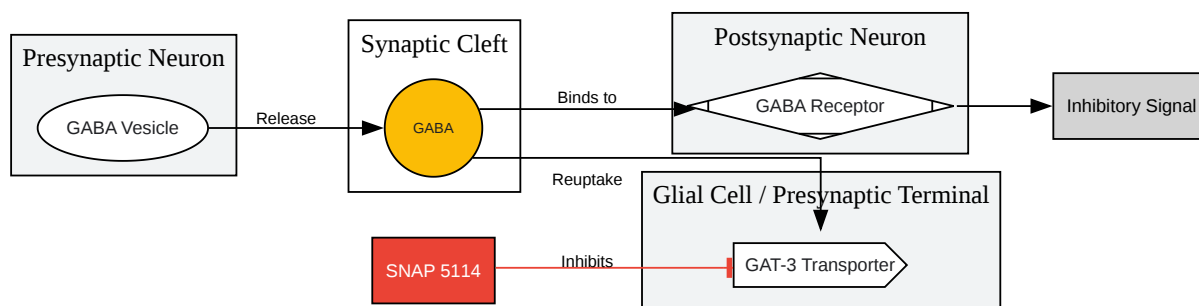 Presynaptic Neuron
GABA Vesicle
Release
Synaptic Cleft
GABA
Binds to
Reuptake
Postsynaptic Neuron
GABA Receptor
Inhibitory Signal
Glial Cell / Presynaptic Terminal
GAT-3 Transporter
SNAP 5114
Inhibits